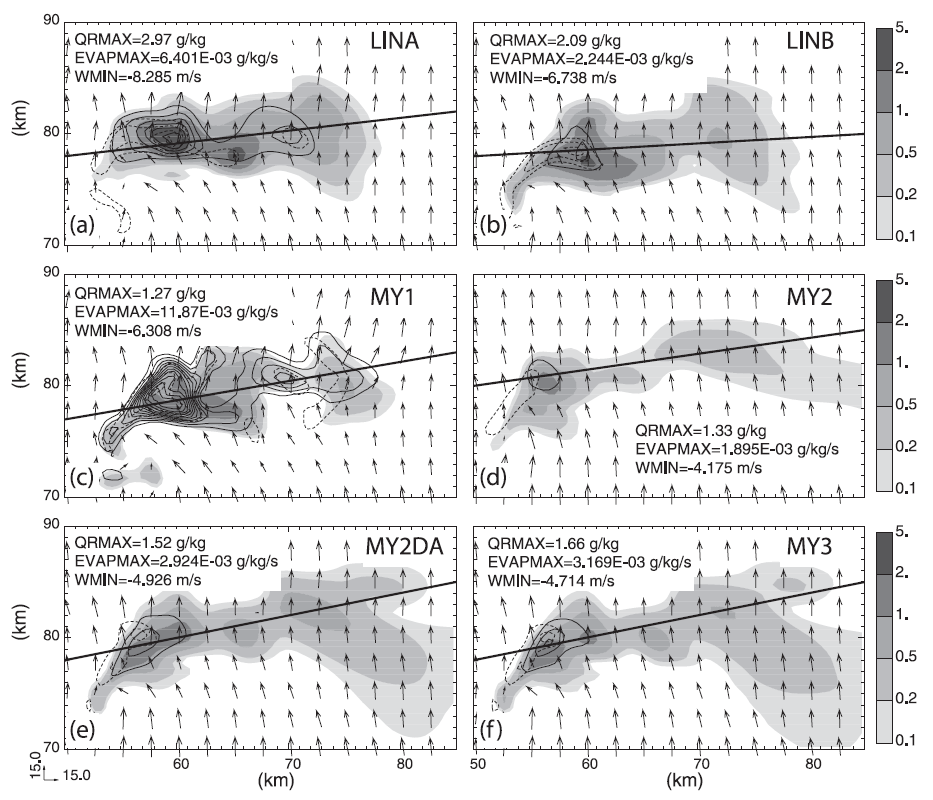 90
(km)
80
70
QRMAX=2.97 g/kg
EVAPMAX=6.401E-03 g/kg/s
WMIN=-8.285 m/s
LINA
(a)
QRMAX=2.09 g/kg
EVAPMAX=2.244E-03 g/kg/s
WMIN=-6.738 m/s
LINB
(b)
5.
2.
1.
0.5
0.2
0.1
90
(km)
80
70
QRMAX=1.27 g/kg
EVAPMAX=11.87E-03 g/kg/s
WMIN=-6.308 m/s
MY1
(c)
MY2
QRMAX=1.33 g/kg
EVAPMAX=1.895E-03 g/kg/s
WMIN=-4.175 m/s
(d)
5.
2.
1.
0.5
0.2
0.1
90
(km)
80
70
QRMAX=1.52 g/kg
EVAPMAX=2.924E-03 g/kg/s
WMIN=-4.926 m/s
MY2DA
(e)
QRMAX=1.66 g/kg
EVAPMAX=3.169E-03 g/kg/s
WMIN=-4.714 m/s
MY3
(f)
5.
2.
1.
0.5
0.2
0.1
15.0
15.0
60 (km) 70 80
50 60 (km) 70 80